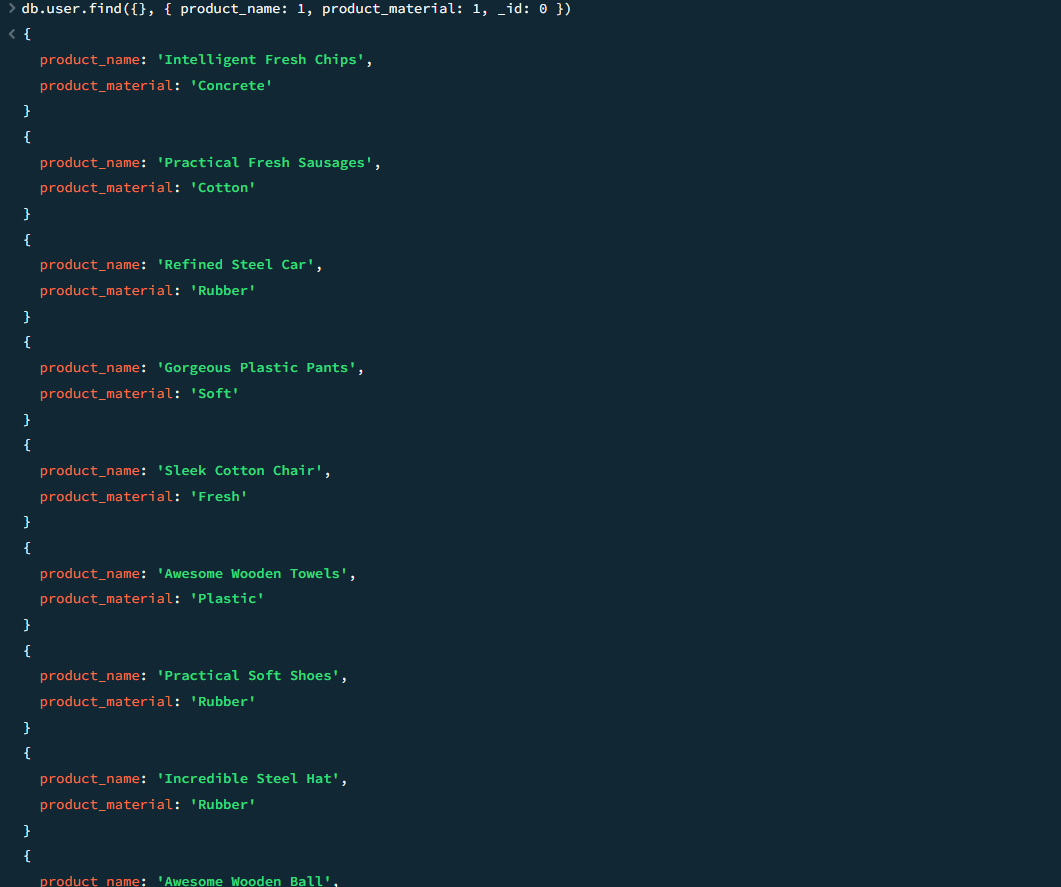 > db.user.find({}, { product_name: 1, product_material: 1, _id: 0 })
< {
product_name: 'Intelligent Fresh Chips',
product_material: 'Concrete'
}
{
product_name: 'Practical Fresh Sausages',
product_material: 'Cotton'
}
{
product_name: 'Refined Steel Car',
product_material: 'Rubber'
}
{
product_name: 'Gorgeous Plastic Pants',
product_material: 'Soft'
}
{
product_name: 'Sleek Cotton Chair',
product_material: 'Fresh'
}
{
product_name: 'Awesome Wooden Towels',
product_material: 'Plastic'
}
{
product_name: 'Practical Soft Shoes',
product_material: 'Rubber'
}
{
product_name: 'Incredible Steel Hat',
product_material: 'Rubber'
}
{
product_name: 'Awesome Wooden Ball',